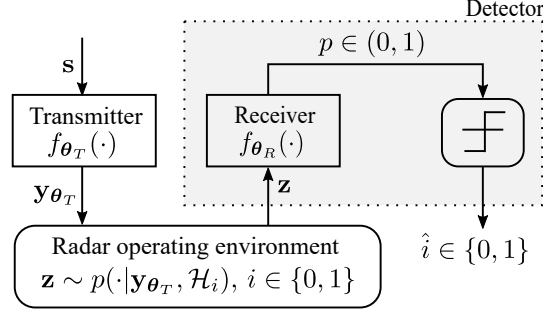 Detector
s
p ∈ (0, 1)
Transmitter
f_{θ_T}(·)
Receiver
f_{θ_R}(·)
y_{θ_T}
z
Radar operating environment
z ∼ p(·|y_{θ_T}, ℋ_i), i ∈ {0, 1}
î ∈ {0, 1}